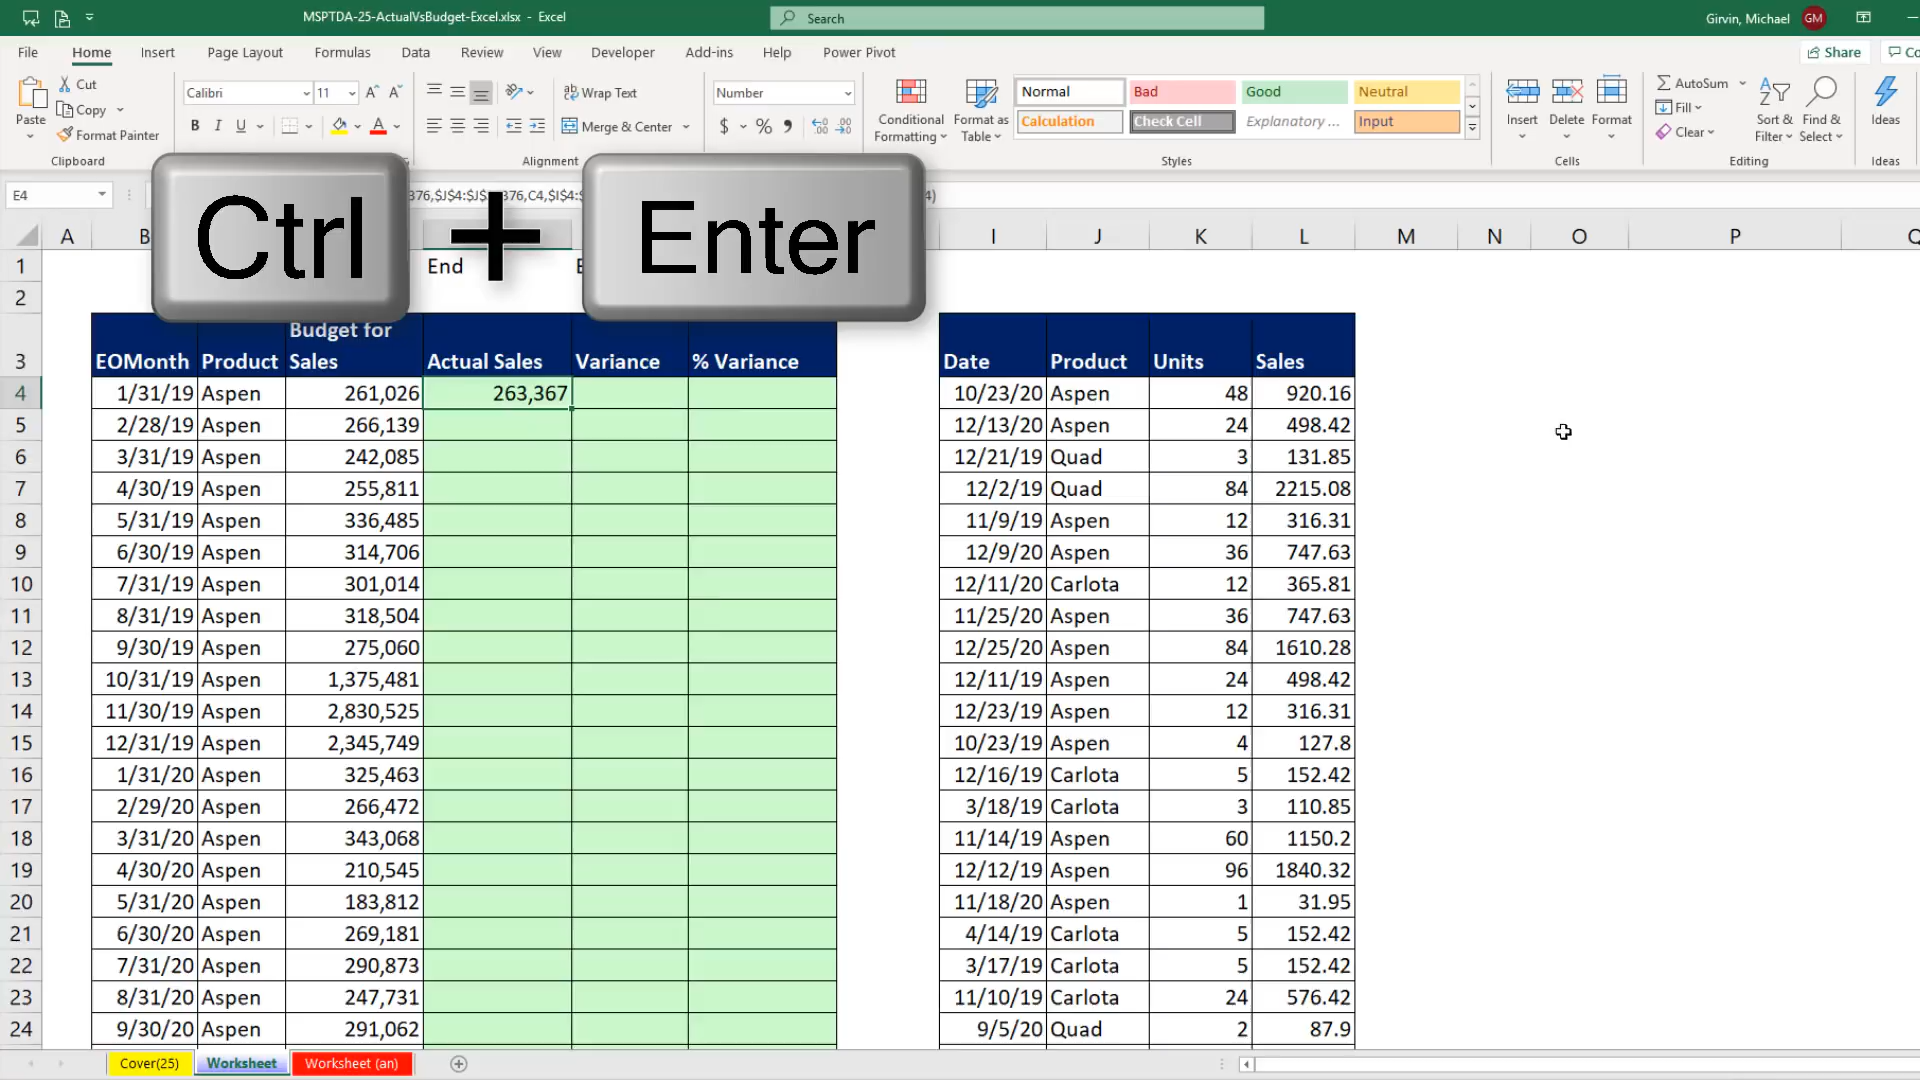 MSPTDA-25-ActualVsBudget-Excel.xlsx - Excel
Search
Girvin, Michael
GM
File Home Insert Page Layout Formulas Data Review View Developer Add-ins Help Power Pivot
Share
Co
Paste
Cut
Copy
Format Painter
Clipboard
Calibri 11
B I U
Wrap Text
Merge & Center
Alignment
Number
$ %
Conditional Formatting
Format as Table
Normal Bad Good Neutral
Calculation Check Cell Explanatory ... Input
Styles
Insert Delete Format
Cells
AutoSum
Fill
Clear
Sort & Filter
Find & Select
Editing
Ideas
Ideas
E4
376,$J$4:$J$
376,C4,$I$4:$
4)
Ctrl + Enter
A B I J K L M N O P Q
1 End
2
3 EOMonth Product Budget for Sales Actual Sales Variance % Variance Date Product Units Sales
4 1/31/19 Aspen 261,026 263,367 10/23/20 Aspen 48 920.16
5 2/28/19 Aspen 266,139 12/13/20 Aspen 24 498.42
6 3/31/19 Aspen 242,085 12/21/19 Quad 3 131.85
7 4/30/19 Aspen 255,811 12/2/19 Quad 84 2215.08
8 5/31/19 Aspen 336,485 11/9/19 Aspen 12 316.31
9 6/30/19 Aspen 314,706 12/9/20 Aspen 36 747.63
10 7/31/19 Aspen 301,014 12/11/20 Carlota 12 365.81
11 8/31/19 Aspen 318,504 11/25/20 Aspen 36 747.63
12 9/30/19 Aspen 275,060 12/25/20 Aspen 84 1610.28
13 10/31/19 Aspen 1,375,481 12/11/19 Aspen 24 498.42
14 11/30/19 Aspen 2,830,525 12/23/19 Aspen 12 316.31
15 12/31/19 Aspen 2,345,749 10/23/19 Aspen 4 127.8
16 1/31/20 Aspen 325,463 12/16/19 Carlota 5 152.42
17 2/29/20 Aspen 266,472 3/18/19 Carlota 3 110.85
18 3/31/20 Aspen 343,068 11/14/19 Aspen 60 1150.2
19 4/30/20 Aspen 210,545 12/12/19 Aspen 96 1840.32
20 5/31/20 Aspen 183,812 11/18/20 Aspen 1 31.95
21 6/30/20 Aspen 269,181 4/14/19 Carlota 5 152.42
22 7/31/20 Aspen 290,873 3/17/19 Carlota 5 152.42
23 8/31/20 Aspen 247,731 11/10/19 Carlota 24 576.42
24 9/30/20 Aspen 291,062 9/5/20 Quad 2 87.9
Cover(25) Worksheet Worksheet (an)